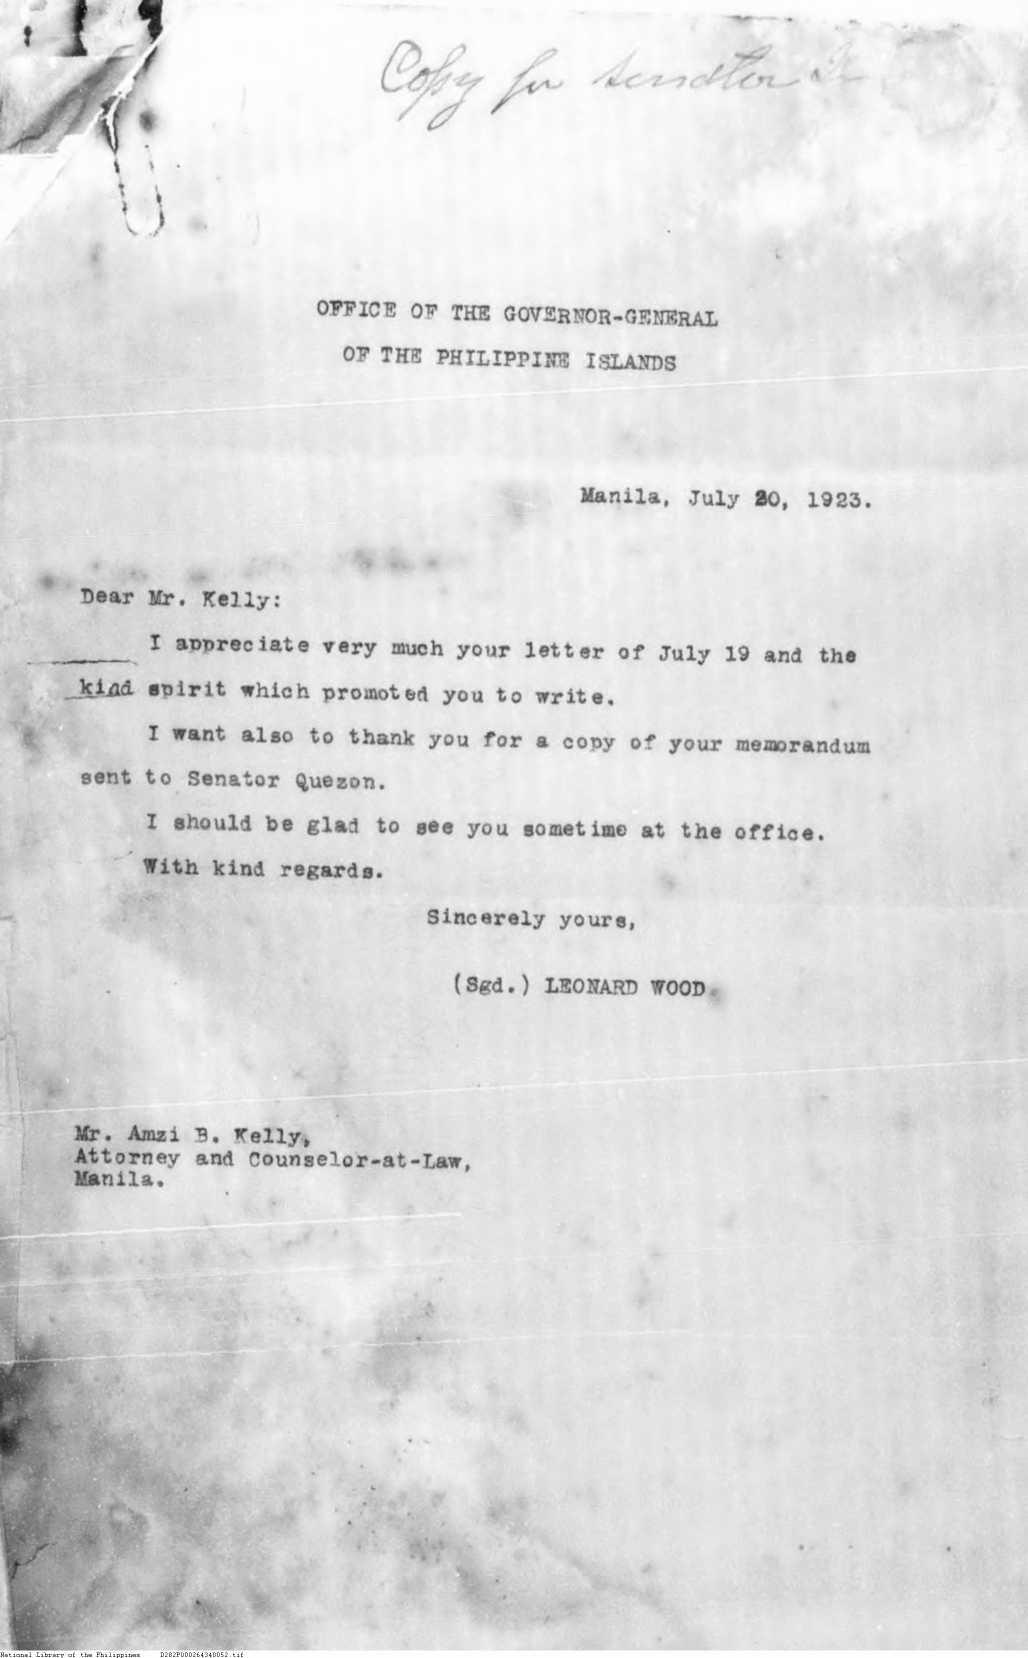 Copy for Senator
OFFICE OF THE GOVERNOR-GENERAL
OF THE PHILIPPINE ISLANDS
Manila, July 20, 1923.
Dear Mr. Kelly:
I appreciate very much your letter of July 19 and the
kind spirit which promoted you to write.
I want also to thank you for a copy of your memorandum
sent to Senator Quezon.
I should be glad to see you sometime at the office.
With kind regards.
Sincerely yours,
(Sgd.) LEONARD WOOD.
Mr. Amzi B. Kelly,
Attorney and Counselor-at-Law,
Manila.
National Library of the Philippines D282P000264340052.tif